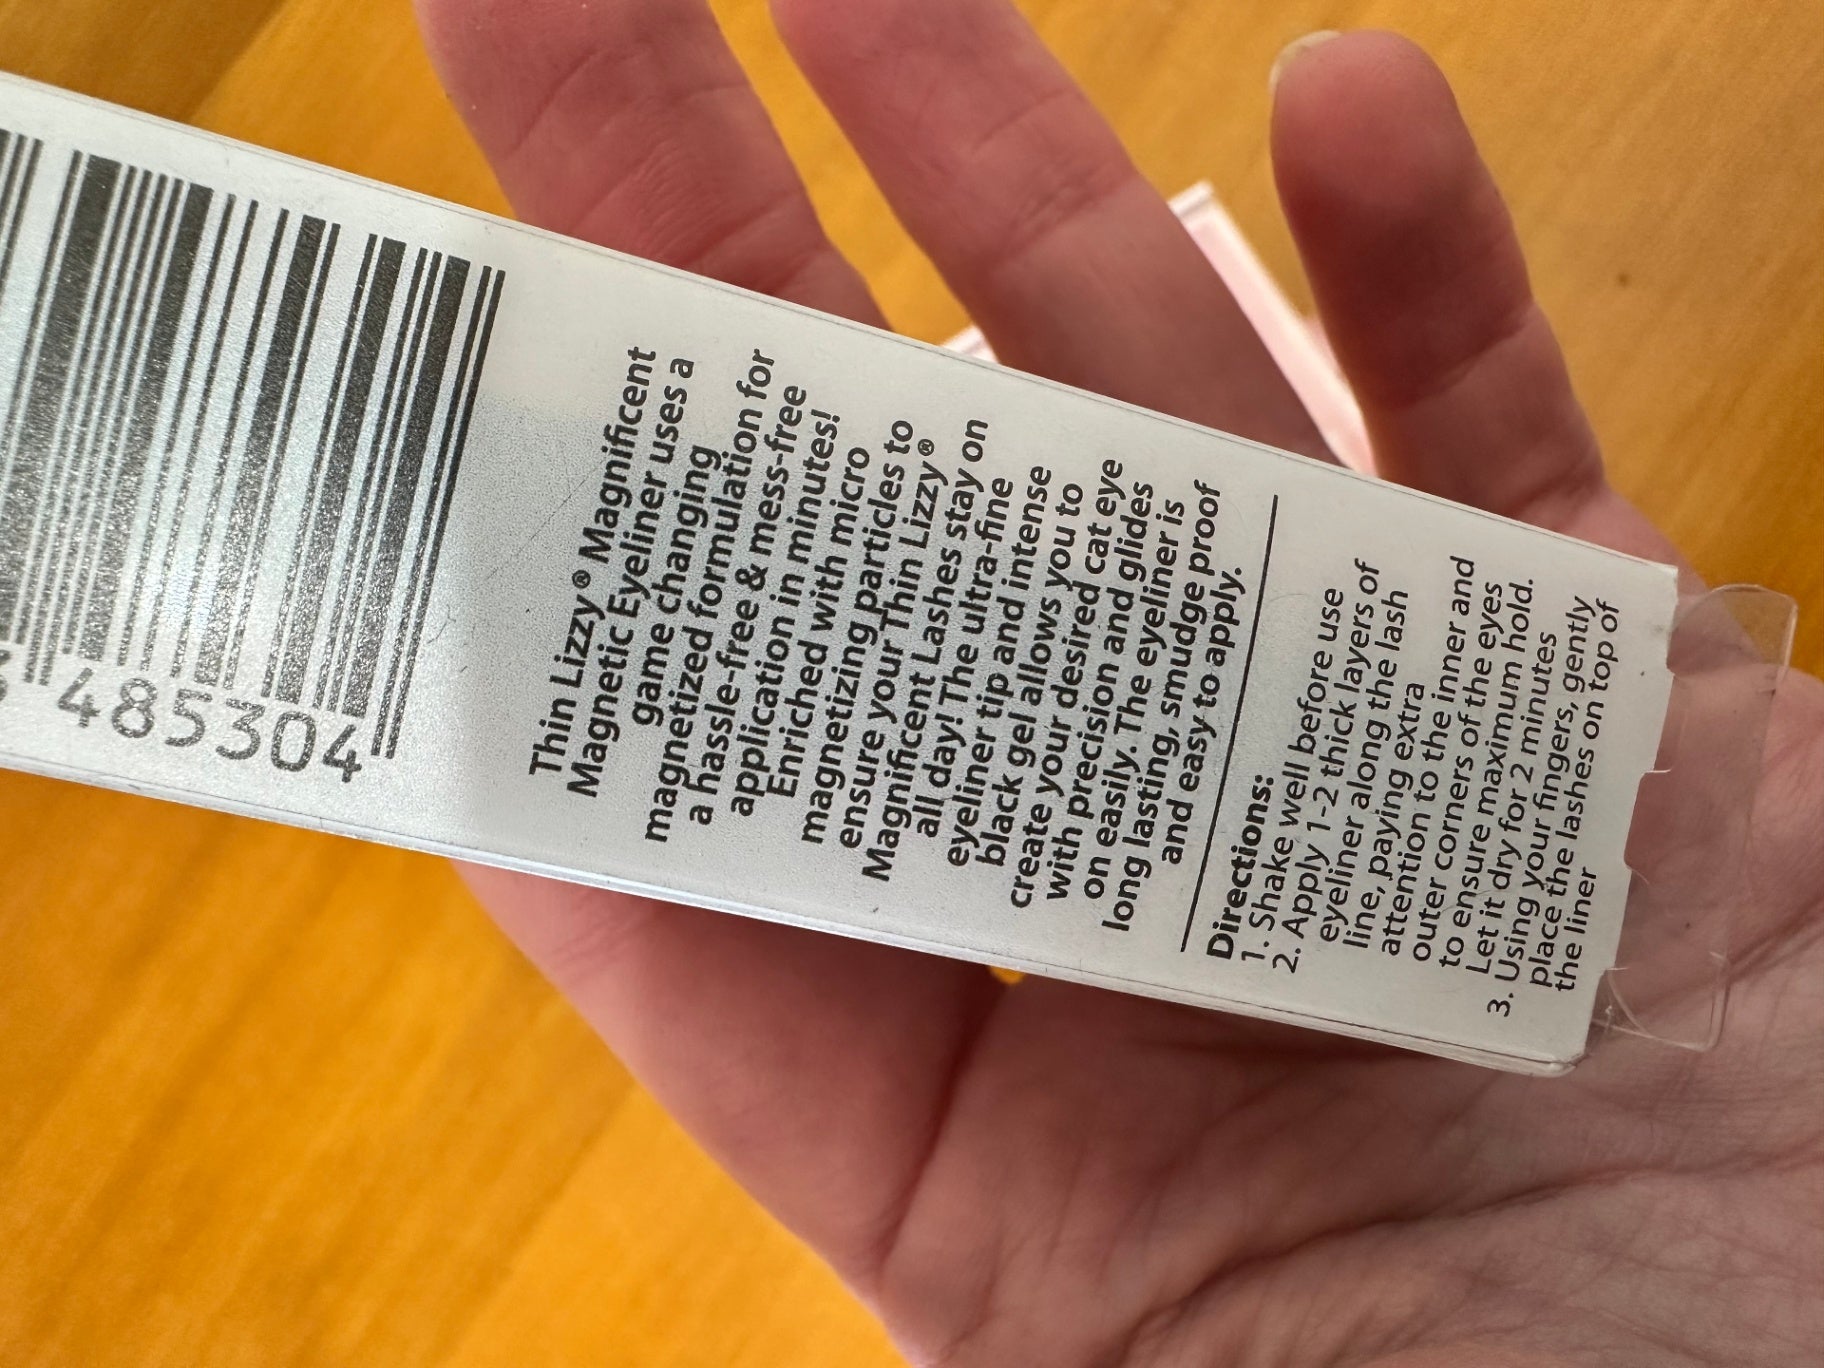 485304
Thin Lizzy® Magnificent
Magnetic Eyeliner uses a
game changing
magnetized formulation for
a hassle-free & mess-free
application in minutes!
Enriched with micro
magnetizing particles to
ensure your Thin Lizzy®
Magnificent Lashes stay on
all day! The ultra-fine
eyeliner tip and intense
black gel allows you to
create your desired cat eye
with precision and glides
on easily. The eyeliner is
long lasting, smudge proof
and easy to apply.
Directions:
1. Shake well before use
2. Apply 1-2 thick layers of
eyeliner along the lash
line, paying extra
attention to the inner and
outer corners of the eyes
to ensure maximum hold.
Let it dry for 2 minutes
3. Using your fingers, gently
place the lashes on top of
the liner